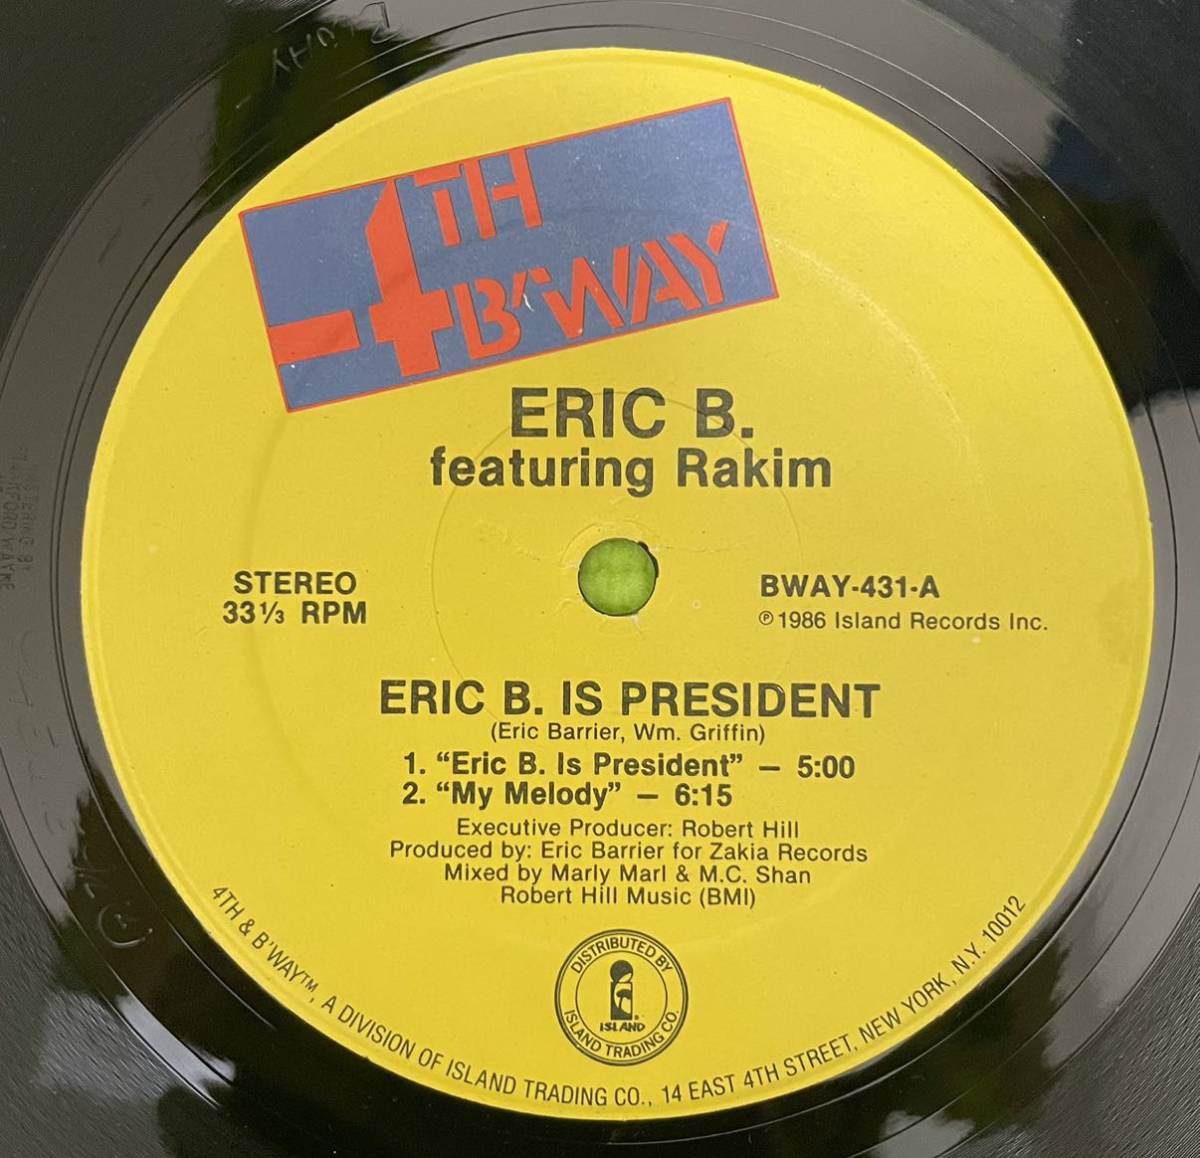 4TH
B'WAY
ERIC B.
featuring Rakim
STEREO
33⅓ RPM
BWAY-431-A
℗ 1986 Island Records Inc.
ERIC B. IS PRESIDENT
(Eric Barrier, Wm. Griffin)
1. “Eric B. Is President” — 5:00
2. “My Melody” — 6:15
Executive Producer: Robert Hill
Produced by: Eric Barrier for Zakia Records
Mixed by Marly Marl & M.C. Shan
Robert Hill Music (BMI)
DISTRIBUTED BY
ISLAND
ISLAND TRADING CO.
4TH & B'WAY™, A DIVISION OF ISLAND TRADING CO., 14 EAST 4TH STREET, NEW YORK, N.Y. 10012